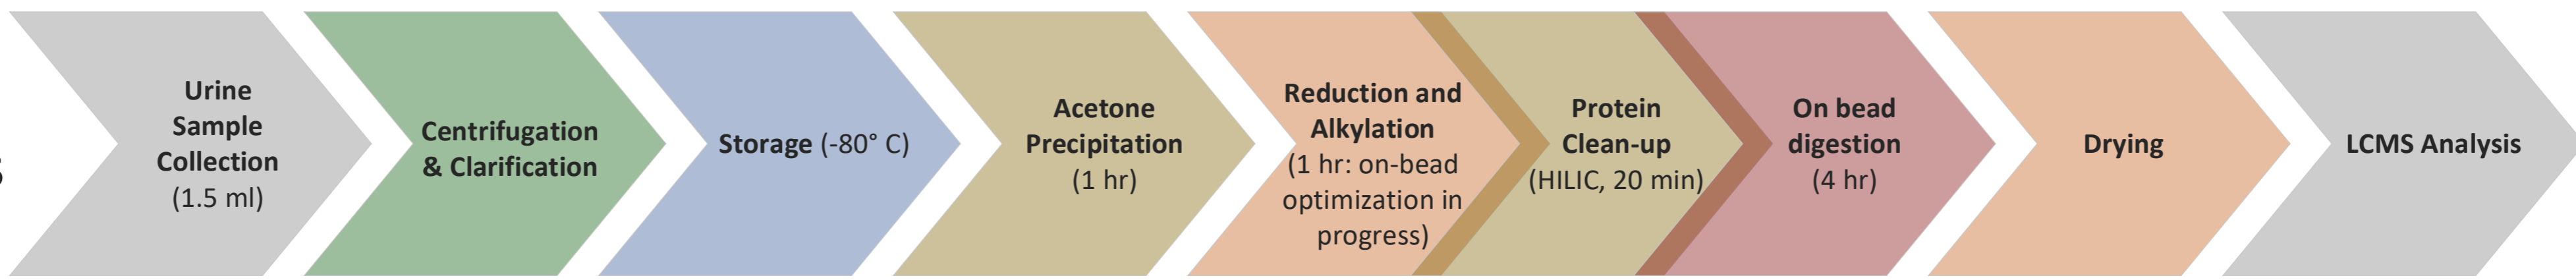 Urine
Sample
Collection
(1.5 ml)
Centrifugation
& Clarification
Storage (-80° C)
Acetone
Precipitation
(1 hr)
Reduction and
Alkylation
(1 hr: on-bead
optimization in
progress)
Protein
Clean-up
(HILIC, 20 min)
On bead
digestion
(4 hr)
Drying
LCMS Analysis